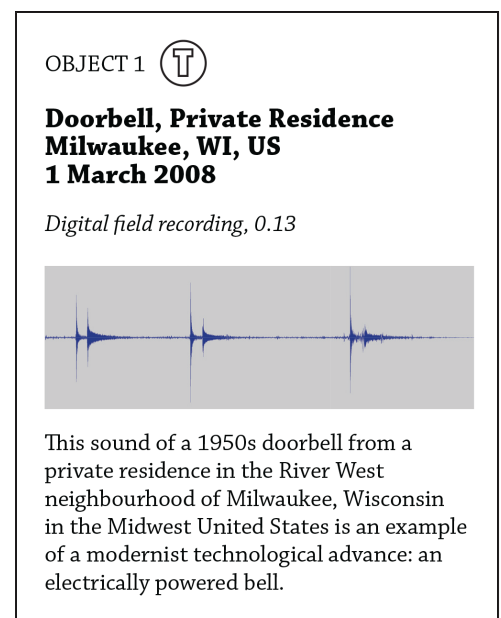 OBJECT 1 T
Doorbell, Private Residence
Milwaukee, WI, US
1 March 2008
Digital field recording, 0.13
This sound of a 1950s doorbell from a
private residence in the River West
neighbourhood of Milwaukee, Wisconsin
in the Midwest United States is an example
of a modernist technological advance: an
electrically powered bell.